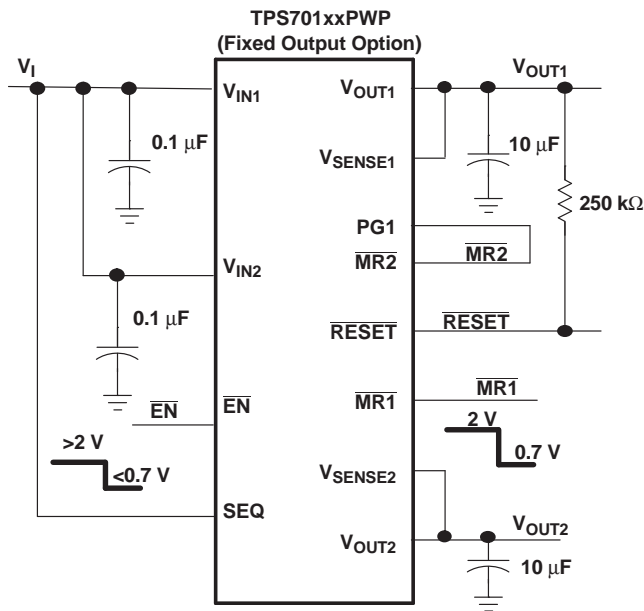 TPS701xxPWP
(Fixed Output Option)
VI
VIN1
VOUT1
VOUT1
0.1 μF
VSENSE1
10 μF
250 kΩ
PG1
MR2
MR2
VIN2
0.1 μF
RESET
RESET
EN
EN
MR1
MR1
>2 V
<0.7 V
2 V
0.7 V
VSENSE2
SEQ
VOUT2
VOUT2
10 μF